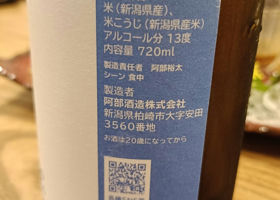 米（新潟県産）、
米こうじ（新潟県産米）
アルコール分 13度
内容量 720ml
製造責任者 阿部裕太
シーン 食中
製造者
阿部酒造株式会社
新潟県柏崎市大字安田
3560番地
お酒は20歳になってから